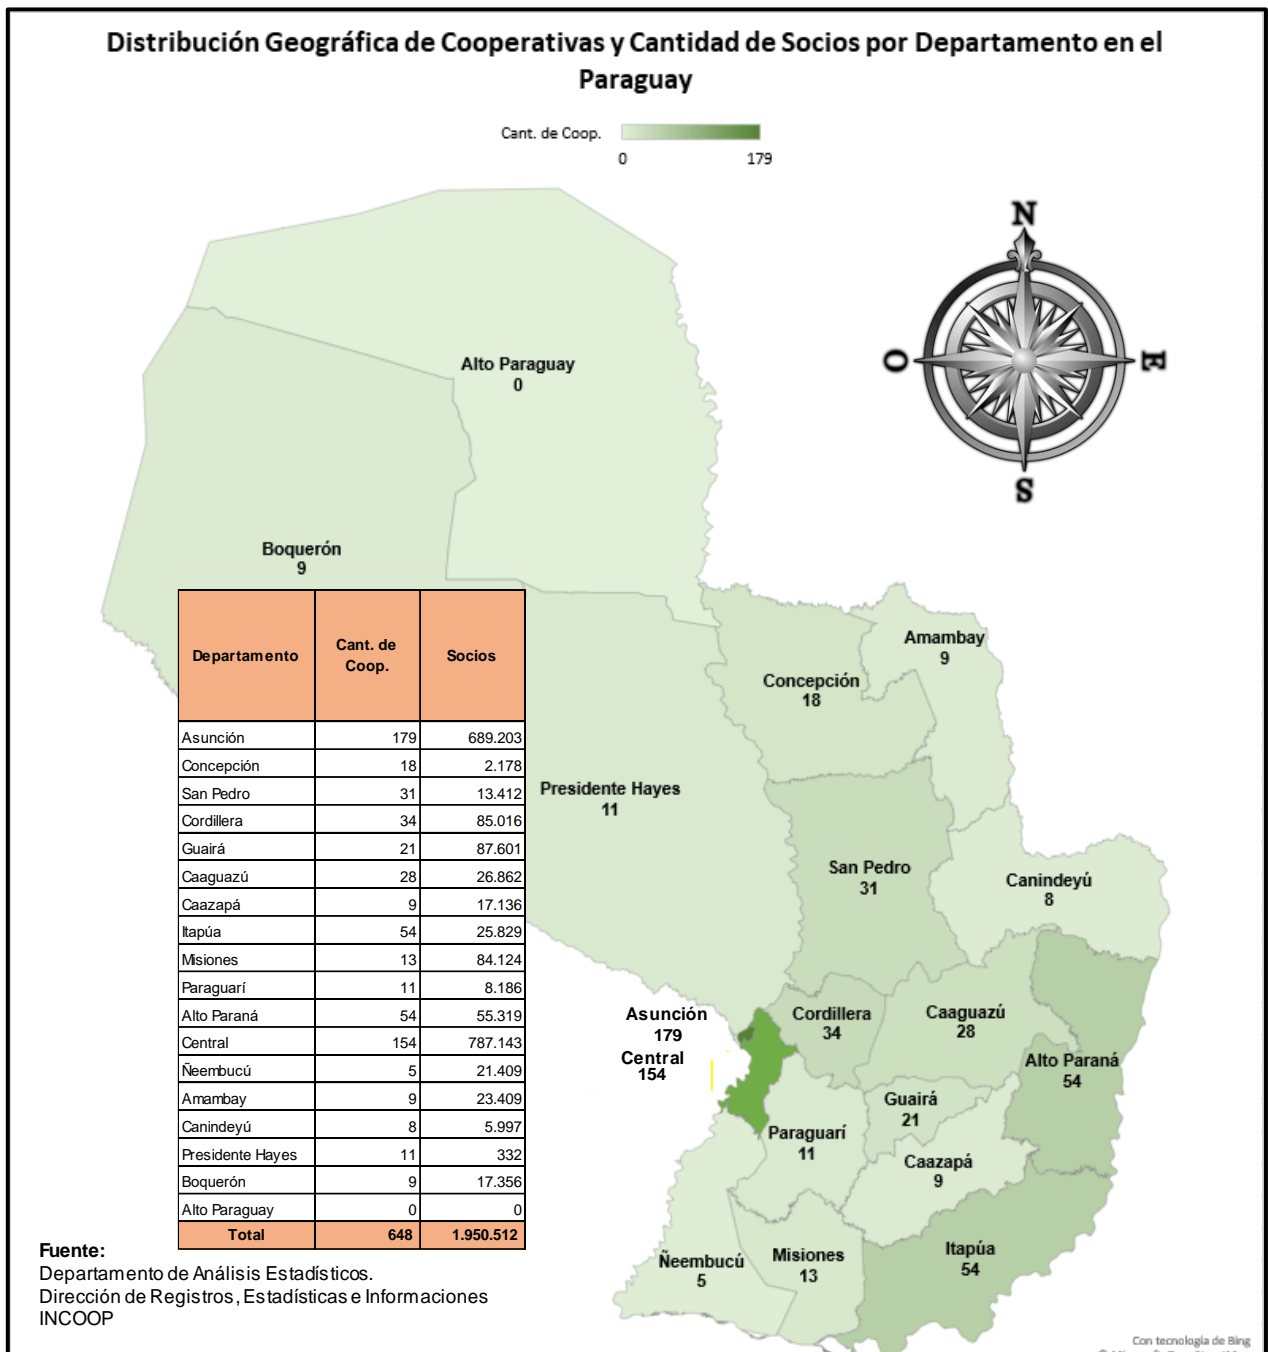 Distribución Geográfica de Cooperativas y Cantidad de Socios por Departamento en el
Paraguay
Cant. de Coop.
0 179
N
O E
S
Alto Paraguay
0
Boquerón
9
Amambay
9
Concepción
18
Presidente Hayes
11
San Pedro
31
Canindeyú
8
Asunción
179
Central
154
Cordillera
34
Caaguazú
28
Alto Paraná
54
Guairá
21
Paraguarí
11
Caazapá
9
Itapúa
54
Misiones
13
Ñeembucú
5
Departamento Cant. de Coop. Socios
Asunción 179 689.203
Concepción 18 2.178
San Pedro 31 13.412
Cordillera 34 85.016
Guairá 21 87.601
Caaguazú 28 26.862
Caazapá 9 17.136
Itapúa 54 25.829
Misiones 13 84.124
Paraguarí 11 8.186
Alto Paraná 54 55.319
Central 154 787.143
Ñeembucú 5 21.409
Amambay 9 23.409
Canindeyú 8 5.997
Presidente Hayes 11 332
Boquerón 9 17.356
Alto Paraguay 0 0
Total 648 1.950.512
Fuente:
Departamento de Análisis Estadísticos.
Dirección de Registros, Estadísticas e Informaciones
INCOOP
Con tecnología de Bing